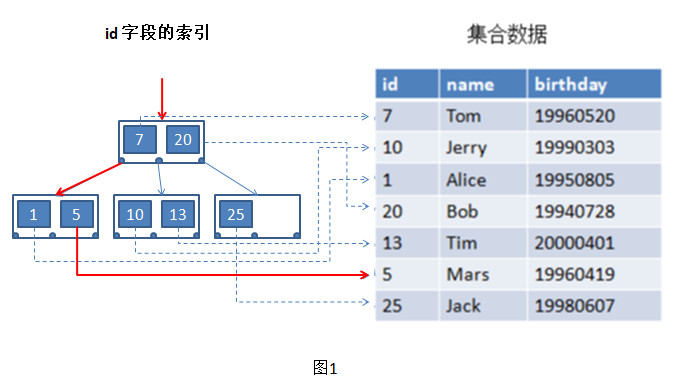 id 字段的索引
集合数据
7 20
1 5 10 13 25
id name birthday
7 Tom 19960520
10 Jerry 19990303
1 Alice 19950805
20 Bob 19940728
13 Tim 20000401
5 Mars 19960419
25 Jack 19980607
图1